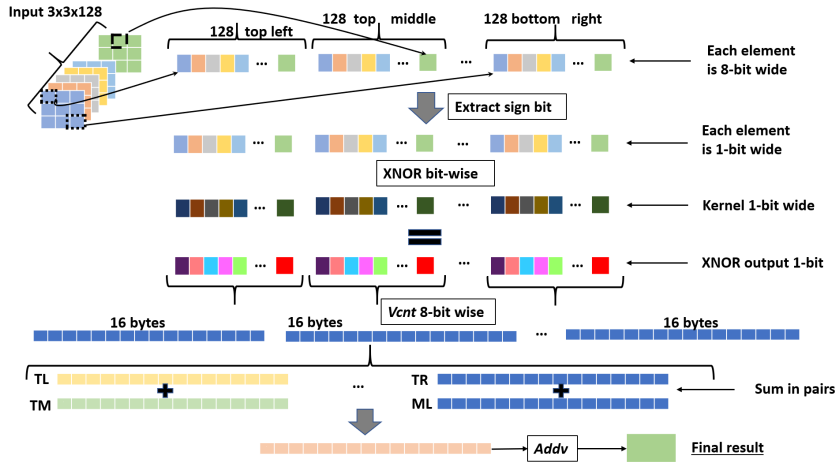 Input 3x3x128
128 top left
128 top middle
128 bottom right
...
...
...
...
Each element
is 8-bit wide
Extract sign bit
...
...
...
...
Each element
is 1-bit wide
XNOR bit-wise
...
...
...
...
Kernel 1-bit wide
=
...
...
...
...
XNOR output 1-bit
Vcnt 8-bit wise
16 bytes
16 bytes
...
16 bytes
TL
+
TM
...
TR
+
ML
Sum in pairs
Addv
Final result